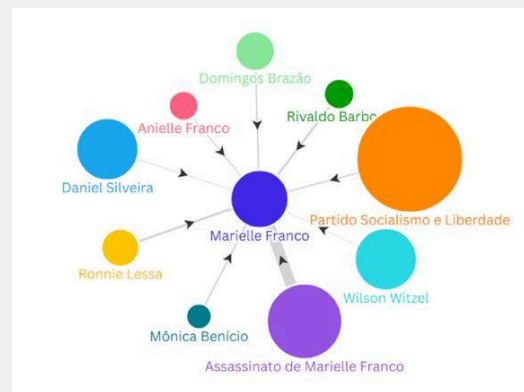 Domingos Brazão
Anielle Franco
Rivaldo Barbo
Daniel Silveira
Partido Socialismo e Liberdade
Marielle Franco
Ronnie Lessa
Wilson Witzel
Mônica Benício
Assassinato de Marielle Franco